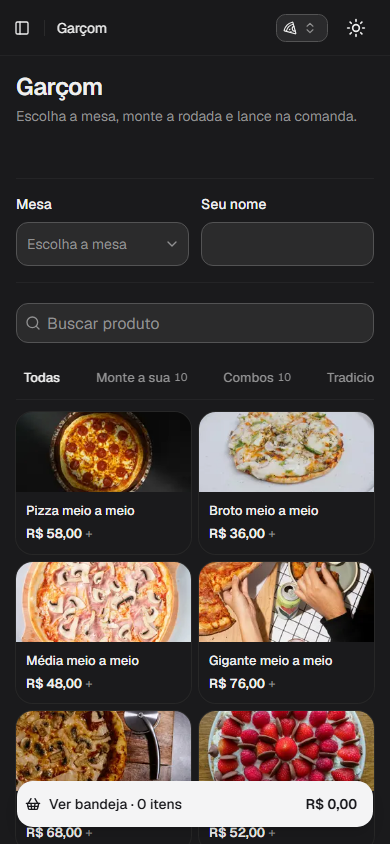 Garçom
Garçom
Escolha a mesa, monte a rodada e lance na comanda.
Mesa
Seu nome
Escolha a mesa
Buscar produto
Todas
Monte a sua 10
Combos 10
Tradicio
Pizza meio a meio
R$ 58,00 +
Broto meio a meio
R$ 36,00 +
Média meio a meio
R$ 48,00 +
Gigante meio a meio
R$ 76,00 +
Ver bandeja · 0 itens
R$ 0,00
R$ 68,00 +
R$ 52,00 +